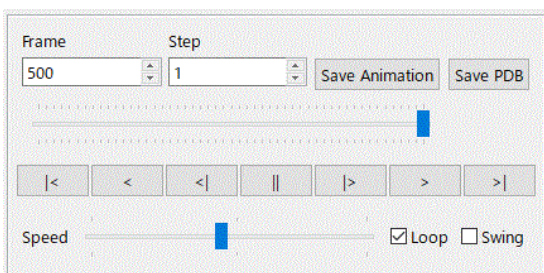 Frame Step
500 1 Save Animation Save PDB
|< < <| || |> > >|
Speed Loop Swing